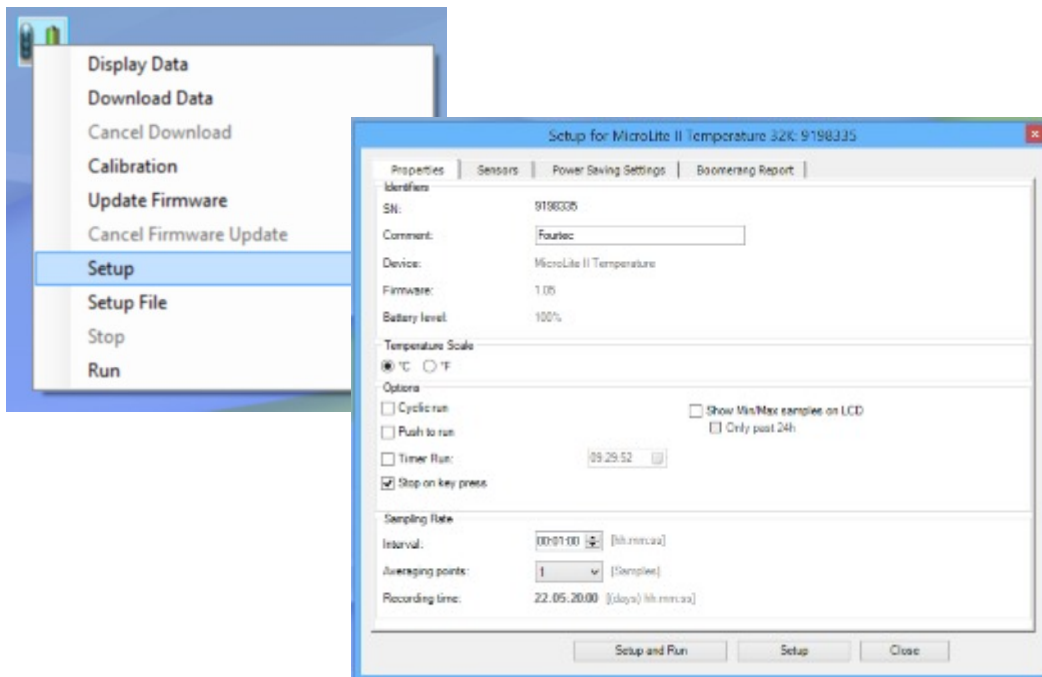 Display Data
Download Data
Cancel Download
Calibration
Update Firmware
Cancel Firmware Update
Setup
Setup File
Stop
Run
Setup for MicroLite II Temperature 32K: 9198335
Properties Sensors Power Saving Settings Boomerang Report
Identifiers
SN: 9198335
Comment: Fourtec
Device: MicroLite II Temperature
Firmware: 1.05
Battery level: 100%
Temperature Scale
°C °F
Options
Cyclic run Show Min/Max samples on LCD
Push to run Only past 24h
Timer Run: 09:29:52
Stop on key press
Sampling Rate
Interval: 00:01:00 [hh:mm:ss]
Averaging points: 1 [Samples]
Recording time: 22.05:20:00 [(days) hh:mm:ss]
Setup and Run Setup Close